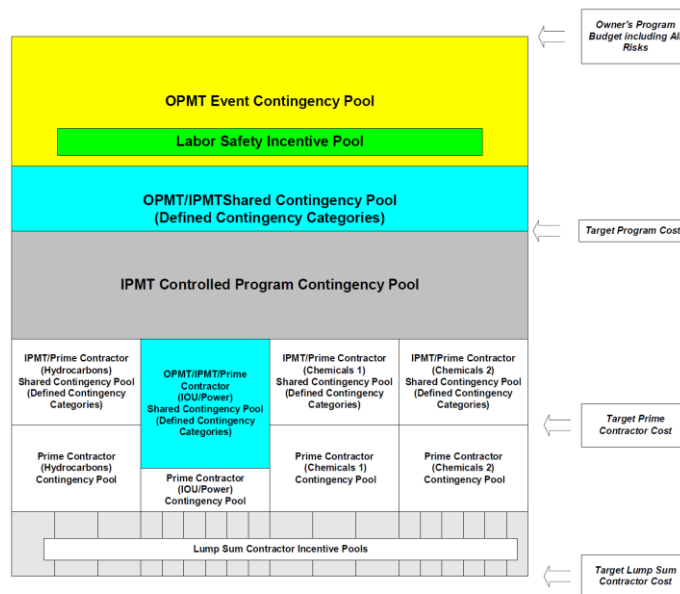 Owner's Program
Budget including All
Risks
OPMT Event Contingency Pool
Labor Safety Incentive Pool
OPMT/IPMTShared Contingency Pool
(Defined Contingency Categories)
Target Program Cost
IPMT Controlled Program Contingency Pool
IPMT/Prime Contractor
(Hydrocarbons)
Shared Contingency Pool
(Defined Contingency
Categories)
OPMT/IPMT/Prime
Contractor
(IOU/Power)
Shared Contingency Pool
(Defined Contingency
Categories)
IPMT/Prime Contractor
(Chemicals 1)
Shared Contingency Pool
(Defined Contingency
Categories)
IPMT/Prime Contractor
(Chemicals 2)
Shared Contingency Pool
(Defined Contingency
Categories)
Target Prime
Contractor Cost
Prime Contractor
(Hydrocarbons)
Contingency Pool
Prime Contractor
(IOU/Power)
Contingency Pool
Prime Contractor
(Chemicals 1)
Contingency Pool
Prime Contractor
(Chemicals 2)
Contingency Pool
Lump Sum Contractor Incentive Pools
Target Lump Sum
Contractor Cost